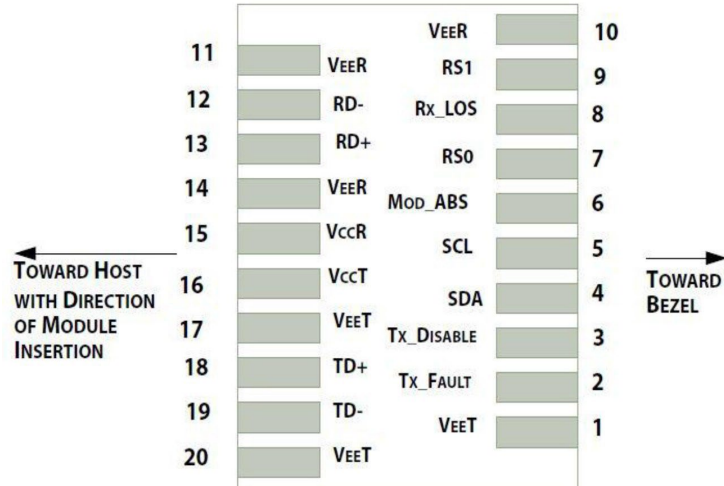 VEER 10
11 VEER RS1 9
12 RD- RX_LOS 8
13 RD+ RS0 7
14 VEER MOD_ABS 6
15 VCCR SCL 5
TOWARD HOST
WITH DIRECTION
OF MODULE
INSERTION
TOWARD
BEZEL
16 VCCT SDA 4
17 VEET TX_DISABLE 3
18 TD+ TX_FAULT 2
19 TD- VEET 1
20 VEET